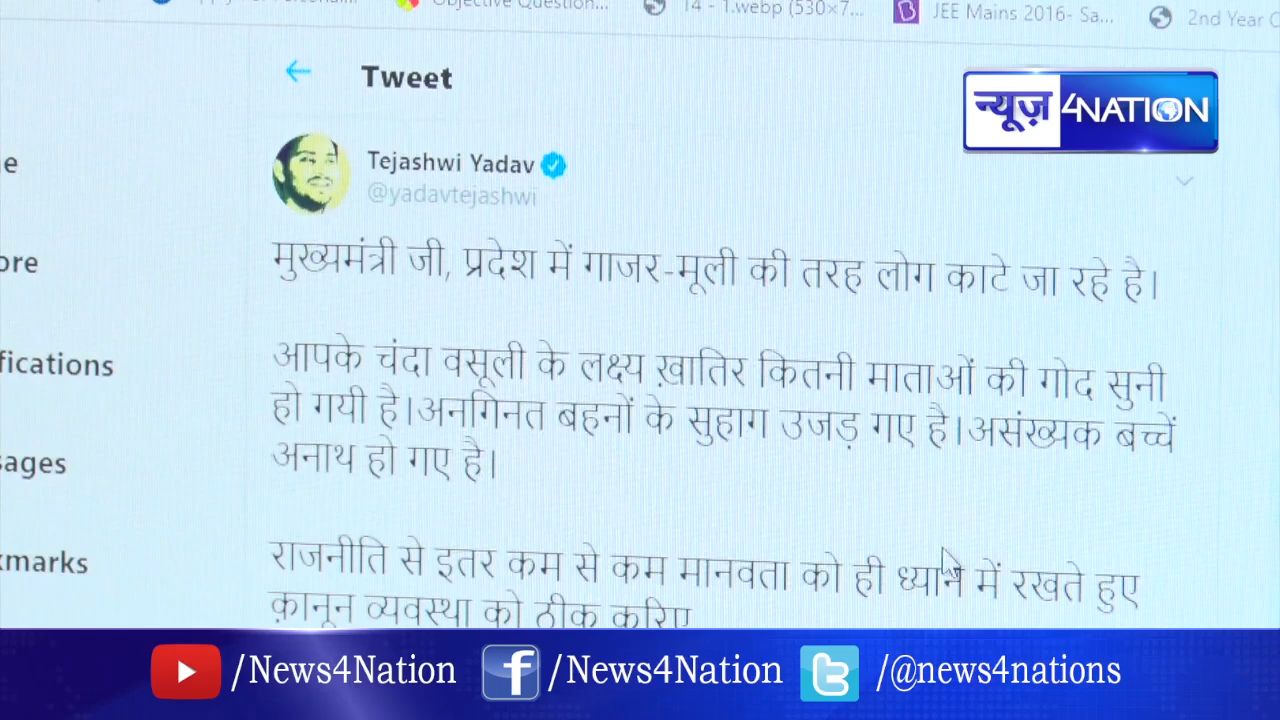 Objective Question...
14 - 1.webp (530×7...
JEE Mains 2016- Sa...
2nd Year C
Tweet
न्यूज़ 4NATION
Tejashwi Yadav
@yadavtejashwi
मुख्यमंत्री जी, प्रदेश में गाजर-मूली की तरह लोग काटे जा रहे है।
आपके चंदा वसूली के लक्ष्य ख़ातिर कितनी माताओं की गोद सुनी
हो गयी है।अनगिनत बहनों के सुहाग उजड़ गए है।असंख्यक बच्चें
अनाथ हो गए है।
राजनीति से इतर कम से कम मानवता को ही ध्याने में रखते हुए
क़ानून व्यवस्था को ठीक करिए
e
ore
fications
sages
kmarks
/News4Nation
/News4Nation
/@news4nations